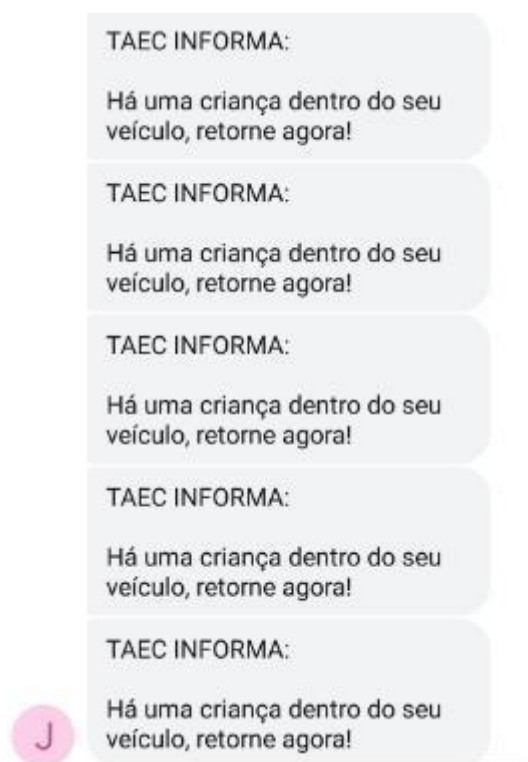 TAEC INFORMA:
Há uma criança dentro do seu
veículo, retorne agora!
TAEC INFORMA:
Há uma criança dentro do seu
veículo, retorne agora!
TAEC INFORMA:
Há uma criança dentro do seu
veículo, retorne agora!
TAEC INFORMA:
Há uma criança dentro do seu
veículo, retorne agora!
TAEC INFORMA:
Há uma criança dentro do seu
J veículo, retorne agora!